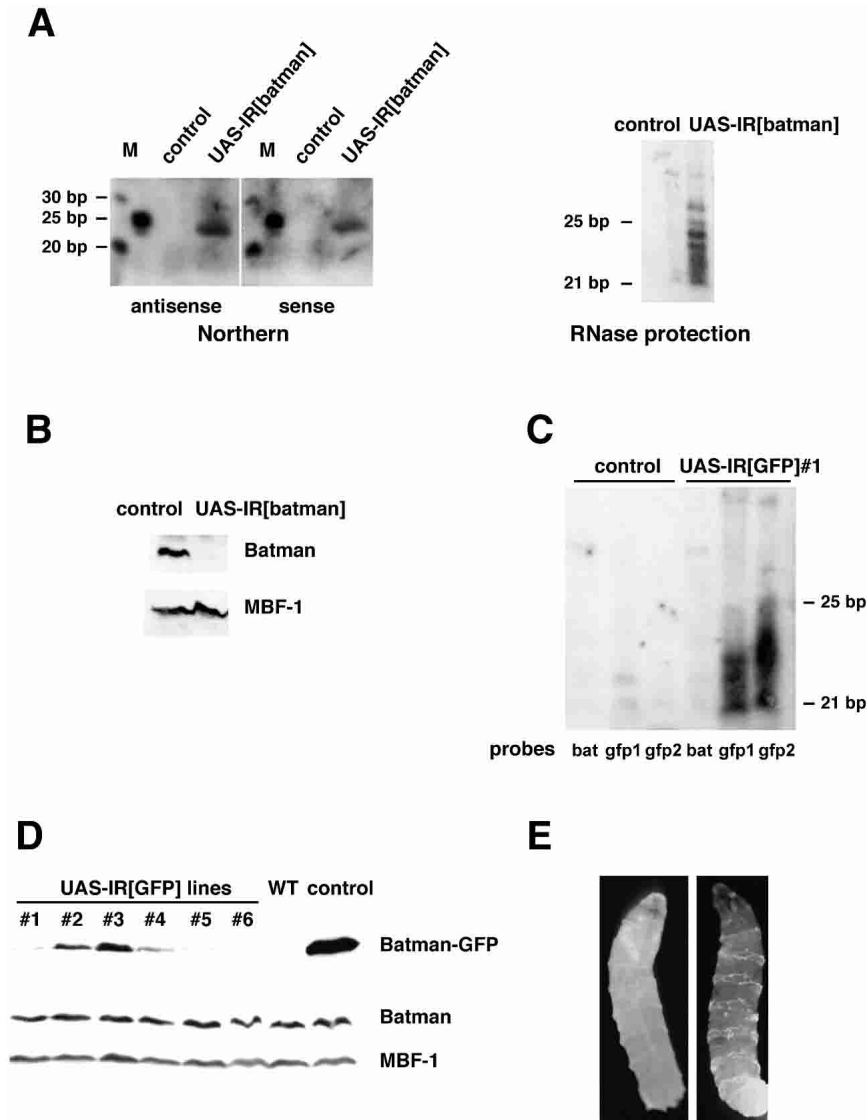 A
M control UAS-IR[batman] M control UAS-IR[batman]
30 bp
25 bp
20 bp
antisense sense
Northern
control UAS-IR[batman]
25 bp
21 bp
RNase protection
B
control UAS-IR[batman]
Batman
MBF-1
C
control UAS-IR[GFP]#1
25 bp
21 bp
probes bat gfp1 gfp2 bat gfp1 gfp2
D
UAS-IR[GFP] lines WT control
#1 #2 #3 #4 #5 #6
Batman-GFP
Batman
MBF-1
E